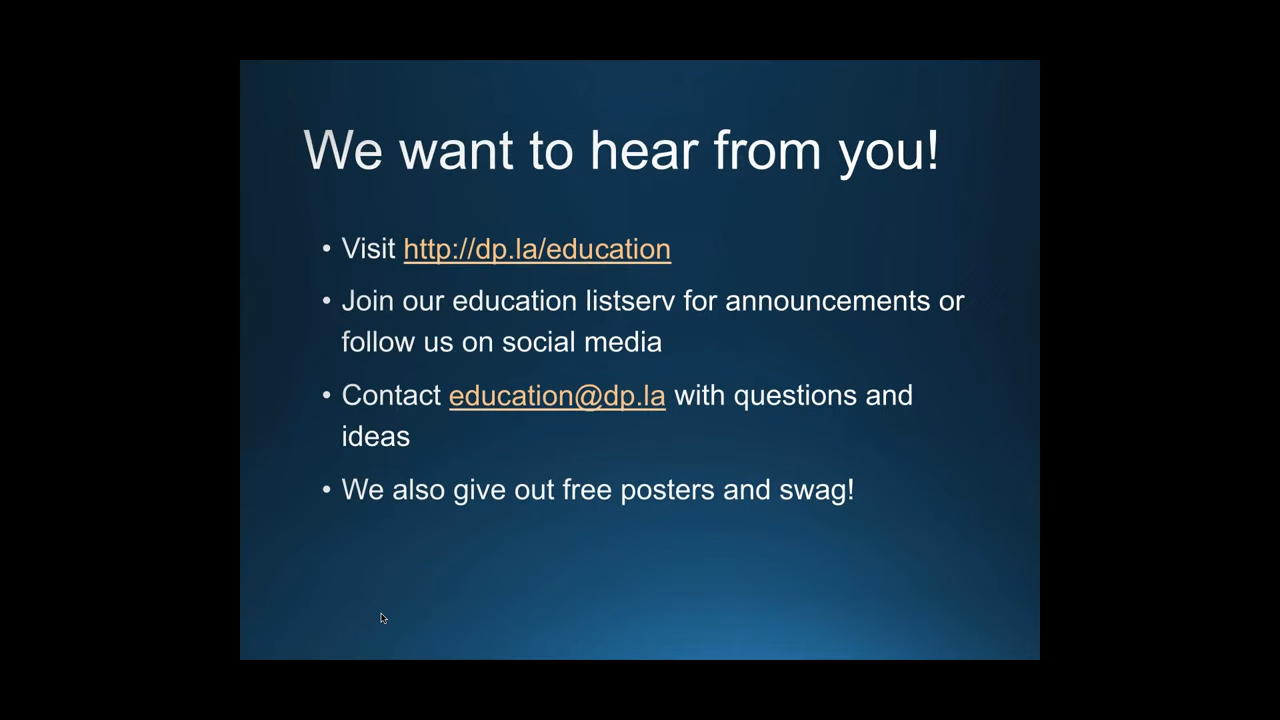 We want to hear from you!
• Visit http://dp.la/education
• Join our education listserv for announcements or
follow us on social media
• Contact education@dp.la with questions and
ideas
• We also give out free posters and swag!